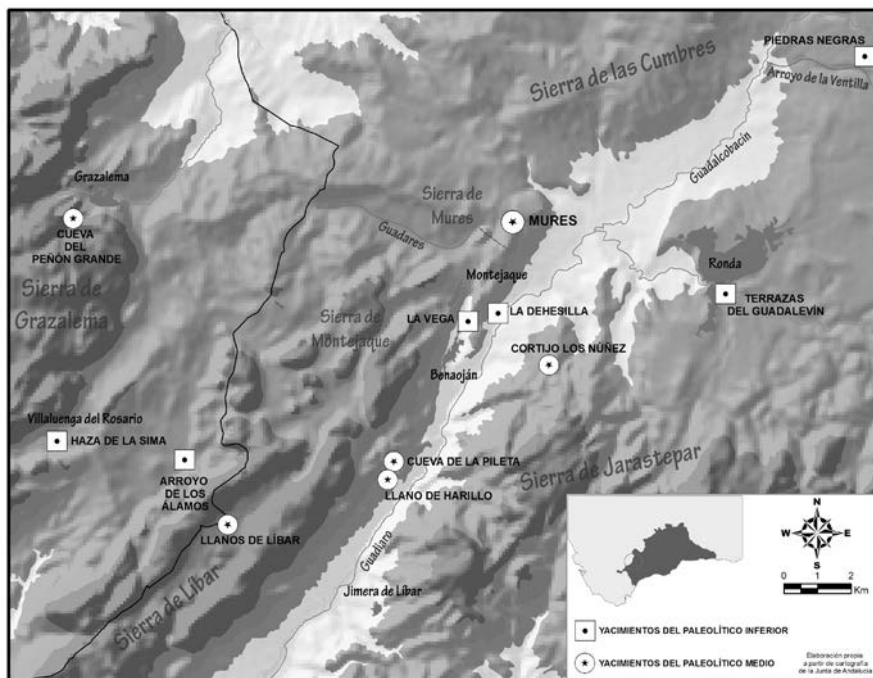 PIEDRAS NEGRAS
Arroyo de la Ventilla
Sierra de las Cumbres
Guadalcobacín
Grazalema
CUEVA
DEL
PEÑÓN GRANDE
Sierra de
Mures
MURES
Guadares
Sierra de
Grazalema
Montejaque
Ronda
TERRAZAS
DEL GUADALEVÍN
LA DEHESILLA
LA VEGA
Sierra de
Montejaque
CORTIJO LOS NÚÑEZ
Benaoján
Villaluenga del Rosario
HAZA DE LA SIMA
ARROYO
DE LOS
ÁLAMOS
CUEVA DE LA PILETA
LLANO DE HARILLO
Sierra de Jarastepar
LLANOS DE LÍBAR
Guadiaro
Sierra de Líbar
Jimera de Líbar
N
W E
S
0 1 2
Km
YACIMIENTOS DEL PALEOLÍTICO INFERIOR
YACIMIENTOS DEL PALEOLÍTICO MEDIO
Elaboración propia
a partir de cartografía
de la Junta de Andalucía